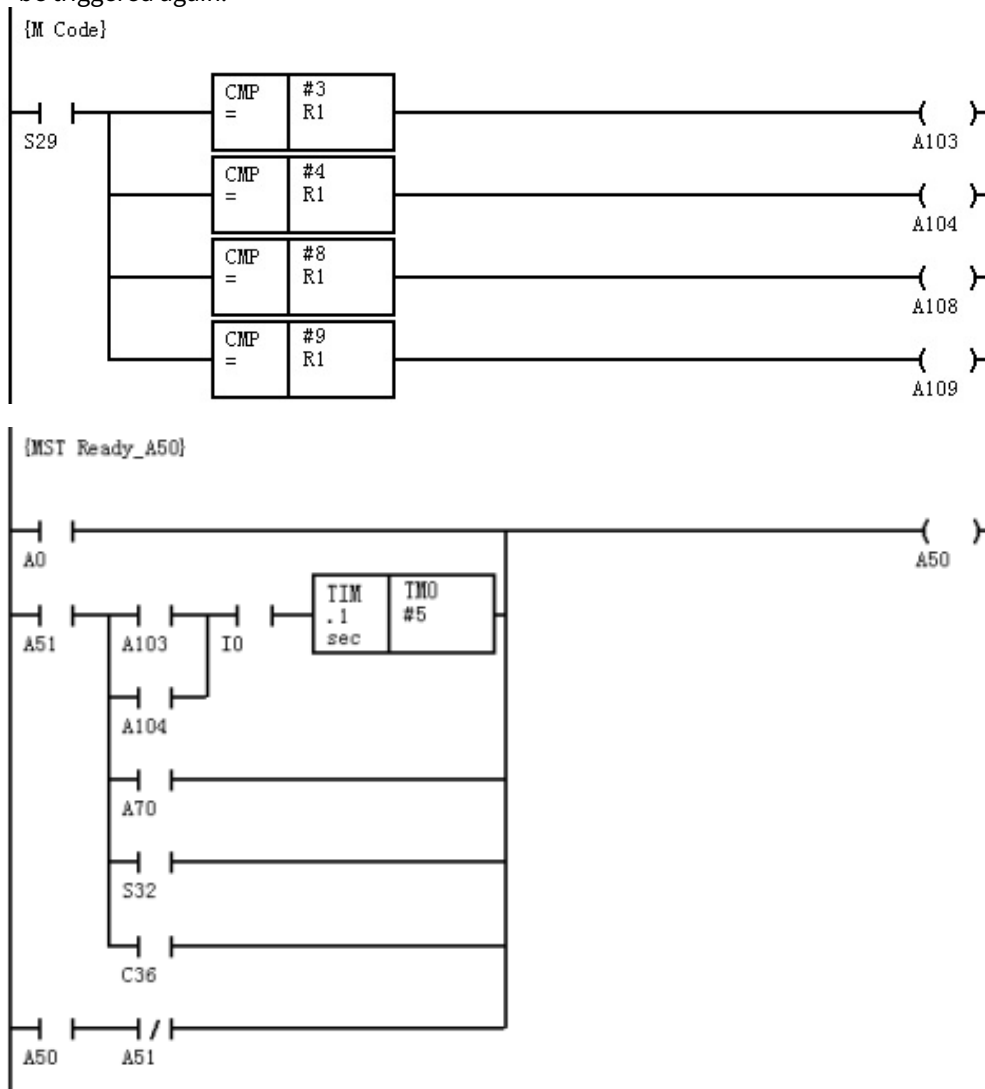 be triggered again.
{M Code}
CMP #3
= R1
S29
A103
CMP #4
= R1
A104
CMP #8
= R1
A108
CMP #9
= R1
A109
{MST Ready_A50}
A0
A50
TIM TM0
.1 #5
sec
A51 A103 I0
A104
A70
S32
C36
A50 A51